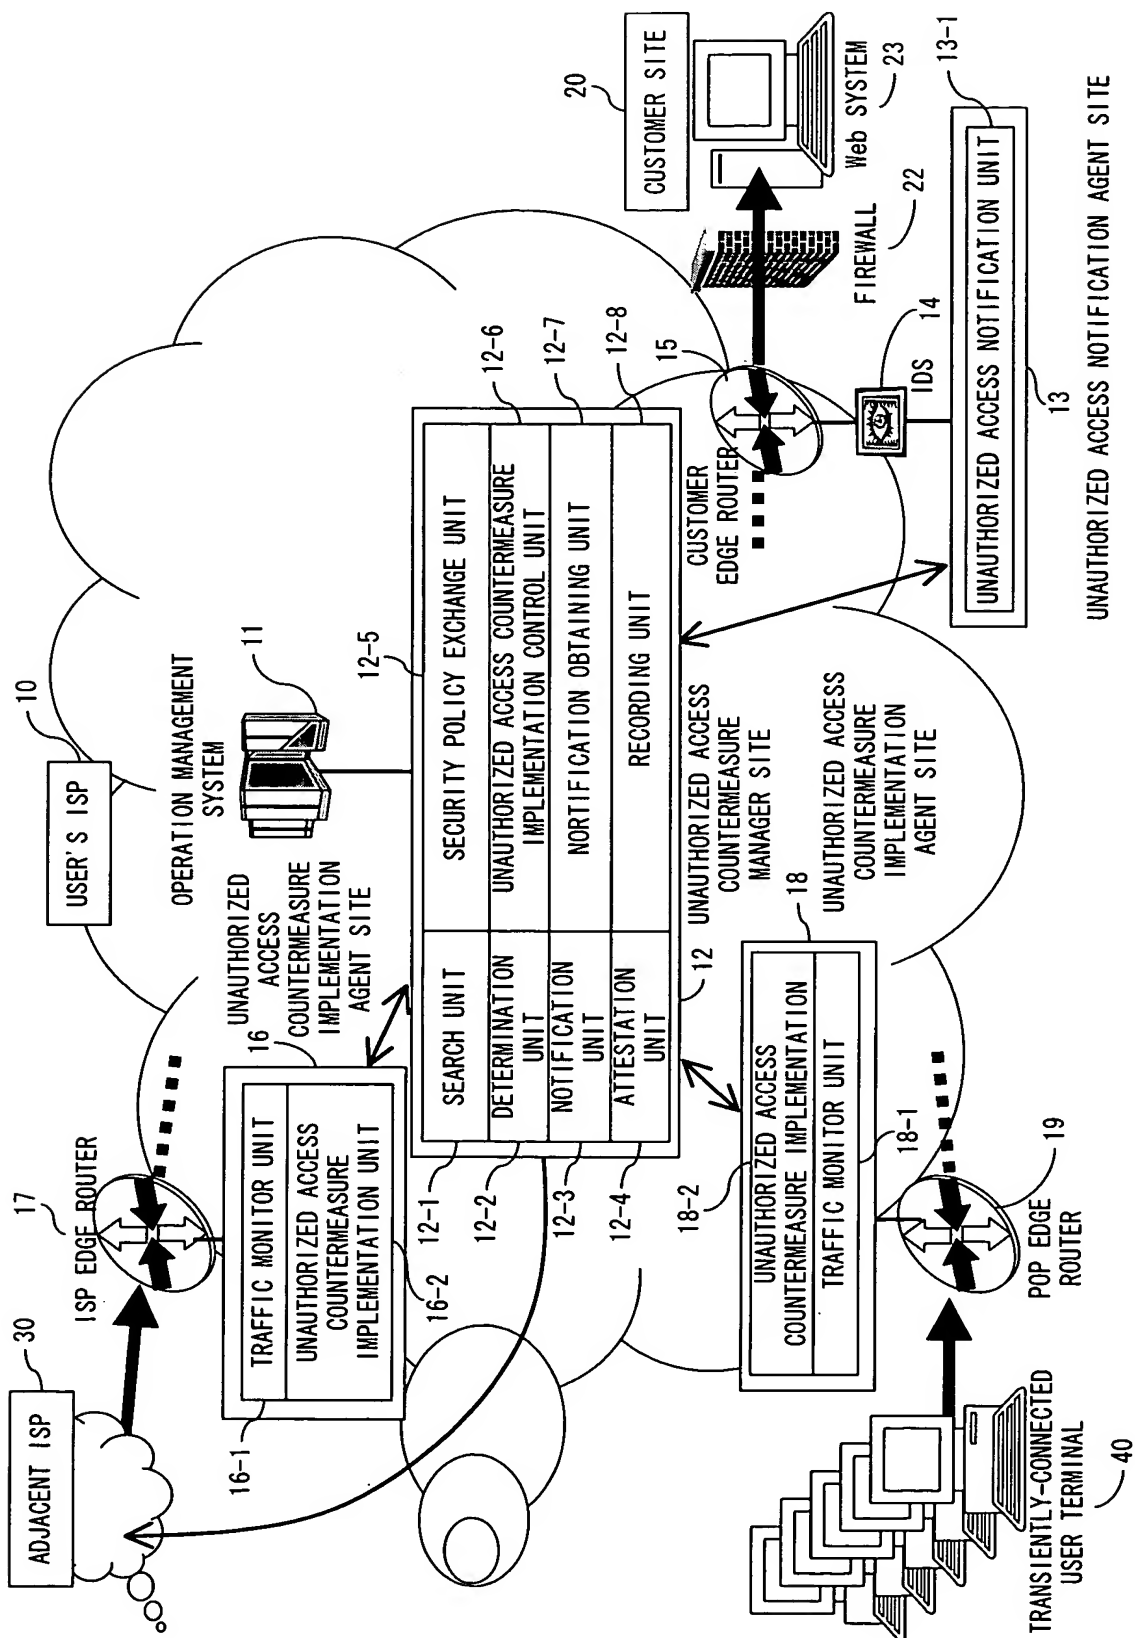 30
ADJACENT ISP
17
ISP EDGE ROUTER
10
USER'S ISP
OPERATION MANAGEMENT
SYSTEM
11
16-1
TRAFFIC MONITOR UNIT
UNAUTHORIZED ACCESS
COUNTERMEASURE
IMPLEMENTATION UNIT
16-2
16
UNAUTHORIZED
ACCESS
COUNTERMEASURE
IMPLEMENTATION
AGENT SITE
12-5
12-1
SEARCH UNIT
SECURITY POLICY EXCHANGE UNIT
12-2
DETERMINATION
UNIT
UNAUTHORIZED ACCESS COUNTERMEASURE
IMPLEMENTATION CONTROL UNIT
12-6
12-3
NOTIFICATION
UNIT
NORTIFICATION OBTAINING UNIT
12-7
12-4
ATTESTATION
UNIT
RECORDING UNIT
12-8
12
UNAUTHORIZED ACCESS
COUNTERMEASURE
MANAGER SITE
20
CUSTOMER SITE
Web SYSTEM
23
FIREWALL
22
15
CUSTOMER
EDGE ROUTER
14
IDS
18-2
UNAUTHORIZED ACCESS
COUNTERMEASURE IMPLEMENTATION
TRAFFIC MONITOR UNIT
18-1
18
UNAUTHORIZED ACCESS
COUNTERMEASURE
IMPLEMENTATION
AGENT SITE
13-1
UNAUTHORIZED ACCESS NOTIFICATION UNIT
13
UNAUTHORIZED ACCESS NOTIFICATION AGENT SITE
19
POP EDGE
ROUTER
TRANSIENTLY-CONNECTED
USER TERMINAL
40